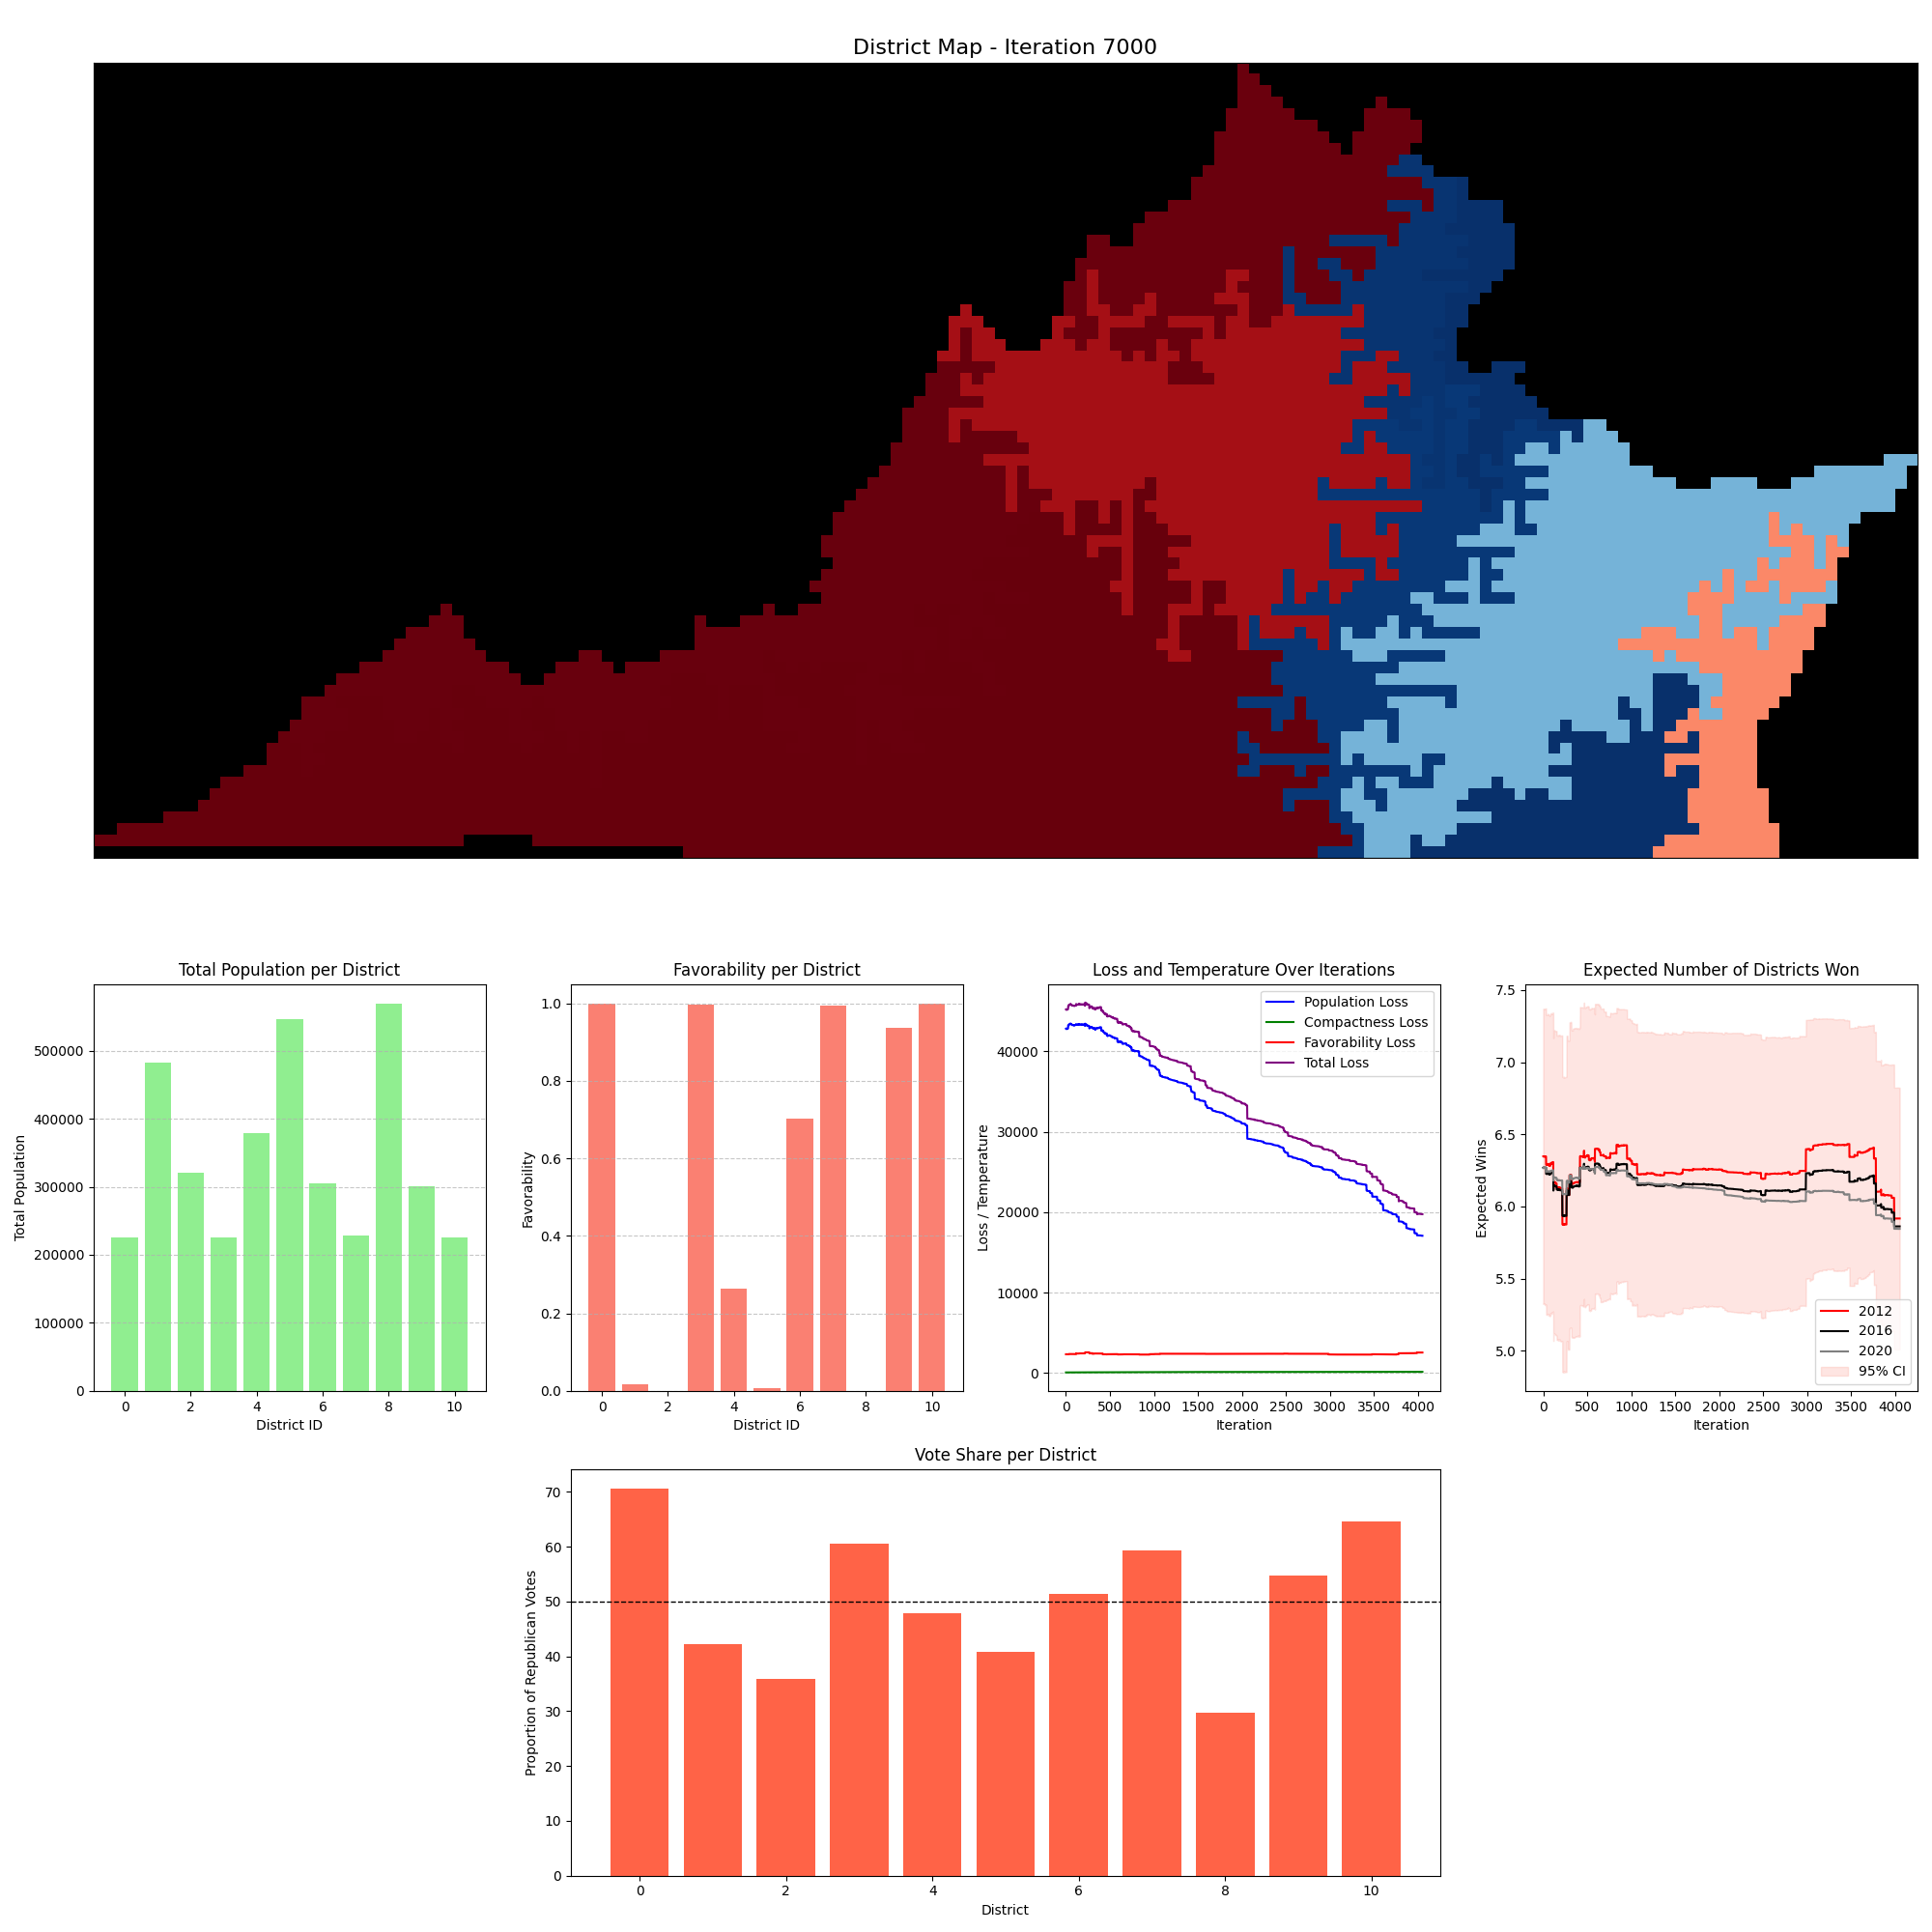 District Map - Iteration 7000
Total Population per District
Total Population
500000
400000
300000
200000
100000
0
0 2 4 6 8 10
District ID
Favorability per District
Favorability
1.0
0.8
0.6
0.4
0.2
0.0
0 2 4 6 8 10
District ID
Loss and Temperature Over Iterations
Loss / Temperature
40000
30000
20000
10000
0
Population Loss
Compactness Loss
Favorability Loss
Total Loss
0 500 1000 1500 2000 2500 3000 3500 4000
Iteration
Expected Number of Districts Won
Expected Wins
7.5
7.0
6.5
6.0
5.5
5.0
2012
2016
2020
95% CI
0 500 1000 1500 2000 2500 3000 3500 4000
Iteration
Vote Share per District
Proportion of Republican Votes
70
60
50
40
30
20
10
0
0 2 4 6 8 10
District